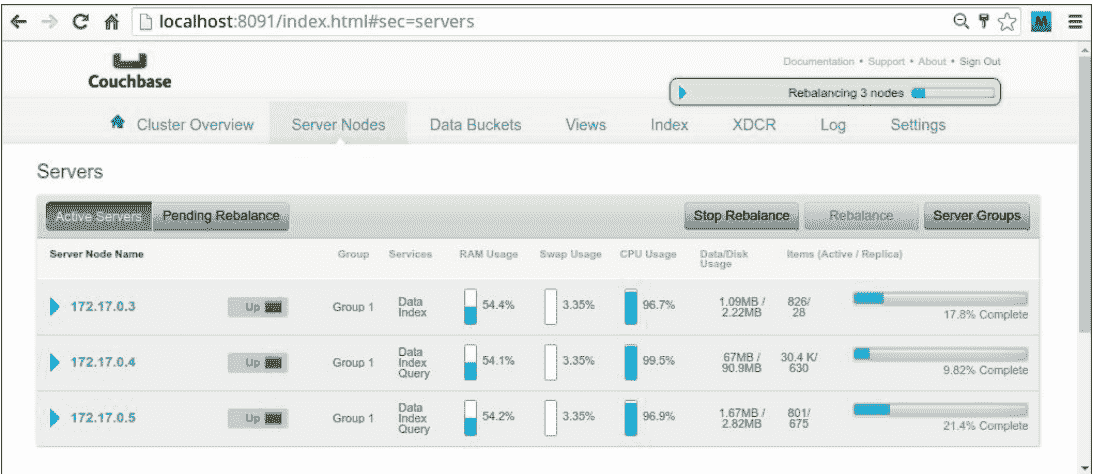 localhost:8091/index.html#sec=servers
M
Couchbase
Documentation • Support • About • Sign Out
Rebalancing 3 nodes
Cluster Overview Server Nodes Data Buckets Views Index XDCR Log Settings
Servers
Active Servers Pending Rebalance Stop Rebalance Rebalance Server Groups
Server Node Name Group Services RAM Usage Swap Usage CPU Usage Data/Disk Items (Active / Replica)
Usage
172.17.0.3 Up Group 1 Data 54.4% 3.35% 96.7% 1.09MB / 826/
Index 2.22MB 28 17.8% Complete
172.17.0.4 Up Group 1 Data 54.1% 3.35% 99.5% 67MB / 30.4 K/
Index 90.9MB 630 9.82% Complete
Query
172.17.0.5 Up Group 1 Data 54.2% 3.35% 96.9% 1.67MB / 801/
Index 2.82MB 675 21.4% Complete
Query